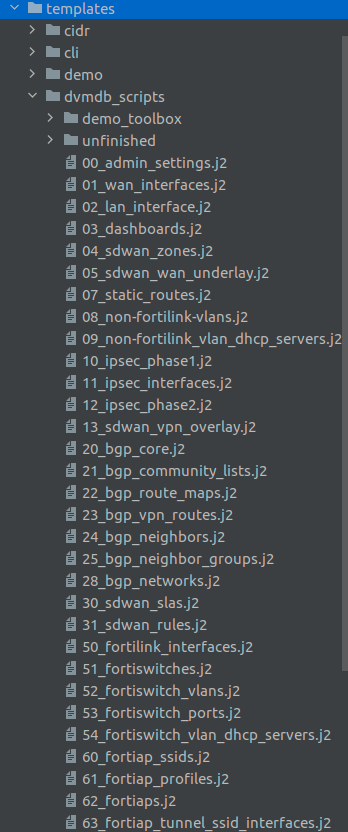 templates
cidr
cli
demo
dvmdb_scripts
demo_toolbox
unfinished
00_admin_settings.j2
01_wan_interfaces.j2
02_lan_interface.j2
03_dashboards.j2
04_sdwan_zones.j2
05_sdwan_wan_underlay.j2
07_static_routes.j2
08_non-fortilink-vlans.j2
09_non-fortilink_vlan_dhcp_servers.j2
10_ipsec_phase1.j2
11_ipsec_interfaces.j2
12_ipsec_phase2.j2
13_sdwan_vpn_overlay.j2
20_bgp_core.j2
21_bgp_community_lists.j2
22_bgp_route_maps.j2
23_bgp_vpn_routes.j2
24_bgp_neighbors.j2
25_bgp_neighbor_groups.j2
28_bgp_networks.j2
30_sdwan_slas.j2
31_sdwan_rules.j2
50_fortilink_interfaces.j2
51_fortiswitches.j2
52_fortiswitch_vlans.j2
53_fortiswitch_ports.j2
54_fortiswitch_vlan_dhcp_servers.j2
60_fortiap_ssids.j2
61_fortiap_profiles.j2
62_fortiaps.j2
63_fortiap_tunnel_ssid_interfaces.j2